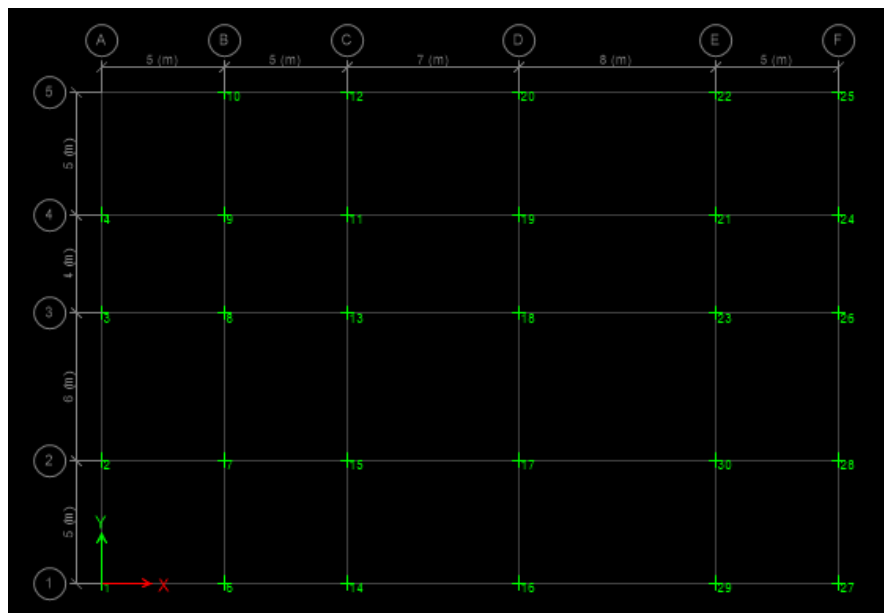 A B C D E F
5 (m) 5 (m) 7 (m) 8 (m) 5 (m)
5 10 12 20 22 25
5 (m)
4 4 9 11 19 21 24
4 (m)
3 3 8 13 18 23 26
6 (m)
2 2 7 15 17 30 28
5 (m)
Y
1 1 X 6 14 16 29 27